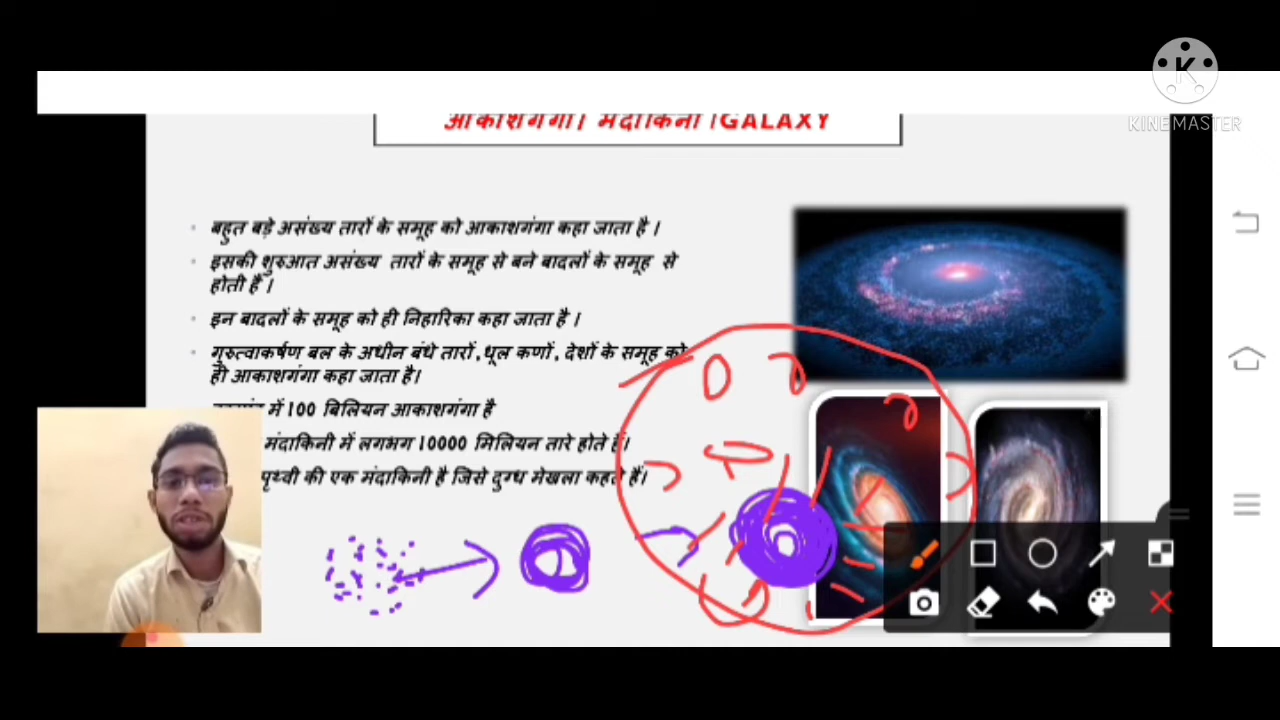 KINEMASTER
आकाशगंगा/ मंदाकिनी /GALAXY
बहुत बड़े असंख्य तारों के समूह को आकाशगंगा कहा जाता है।
इसकी शुरुआत असंख्य तारों के समूह से बने बादलों के समूह से
होती है।
इन बादलों के समूह को ही निहारिका कहा जाता है।
गुरुत्वाकर्षण बल के अधीन बंधे तारों, धूल कणों, देशों के समूह को
ही आकाशगंगा कहा जाता है।
में 100 बिलियन आकाशगंगा है
मंदाकिनी में लगभग 10000 मिलियन तारे होते हैं।
पृथ्वी की एक मंदाकिनी है जिसे दुग्ध मेखला कहते हैं।